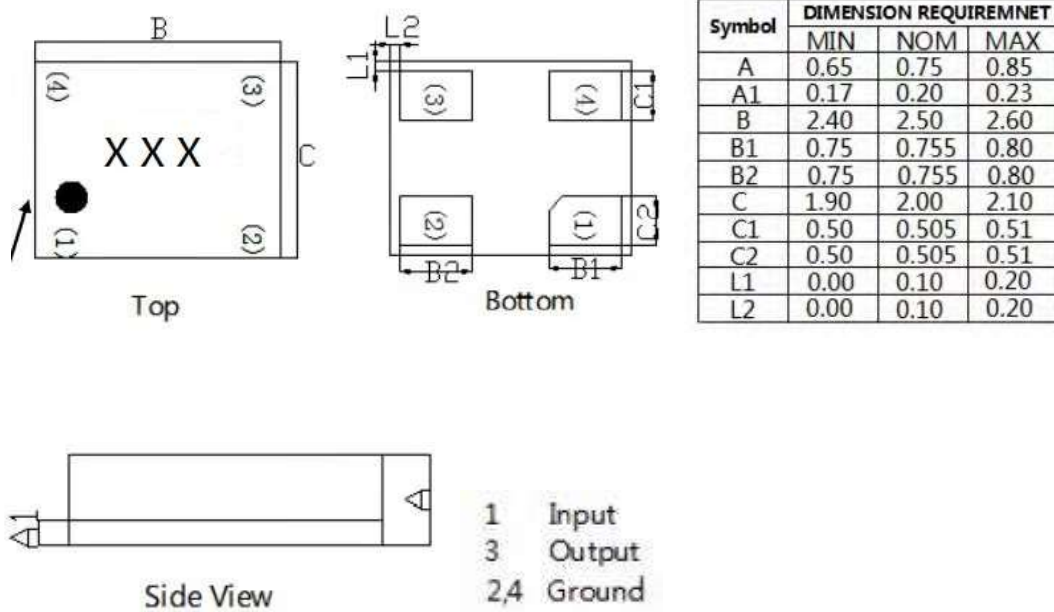 B
(4)
(3)
X X X
C
(1)
(2)
Top
L2
L1
(3)
(4)
C1
(2)
(1)
C2
B2
B1
Bottom
Symbol DIMENSION REQUIREMNET
MIN NOM MAX
A 0.65 0.75 0.85
A1 0.17 0.20 0.23
B 2.40 2.50 2.60
B1 0.75 0.755 0.80
B2 0.75 0.755 0.80
C 1.90 2.00 2.10
C1 0.50 0.505 0.51
C2 0.50 0.505 0.51
L1 0.00 0.10 0.20
L2 0.00 0.10 0.20
A1
A
Side View
1 Input
3 Output
2,4 Ground